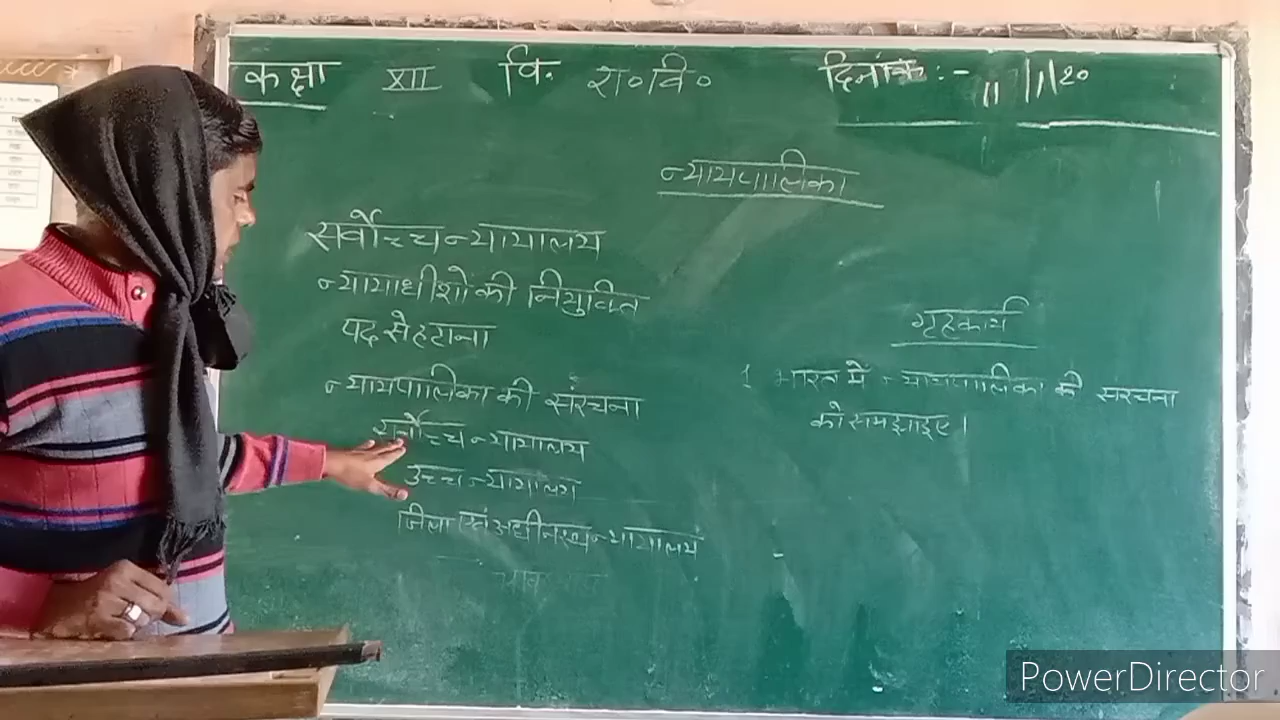 कक्षा XII वि. रा०वि० दिनांक :- 11/1/20
न्यायपालिका
सर्वोच्च न्यायालय
न्यायाधीशों की नियुक्ति
पद से हटाना
न्यायपालिका की संरचना
सर्वोच्च न्यायालय
उच्च न्यायालय
जिला एवं अधीनस्थ न्यायालय
गृहकार्य
1 भारत में न्यायपालिका की संरचना
को समझाइए।
PowerDirector